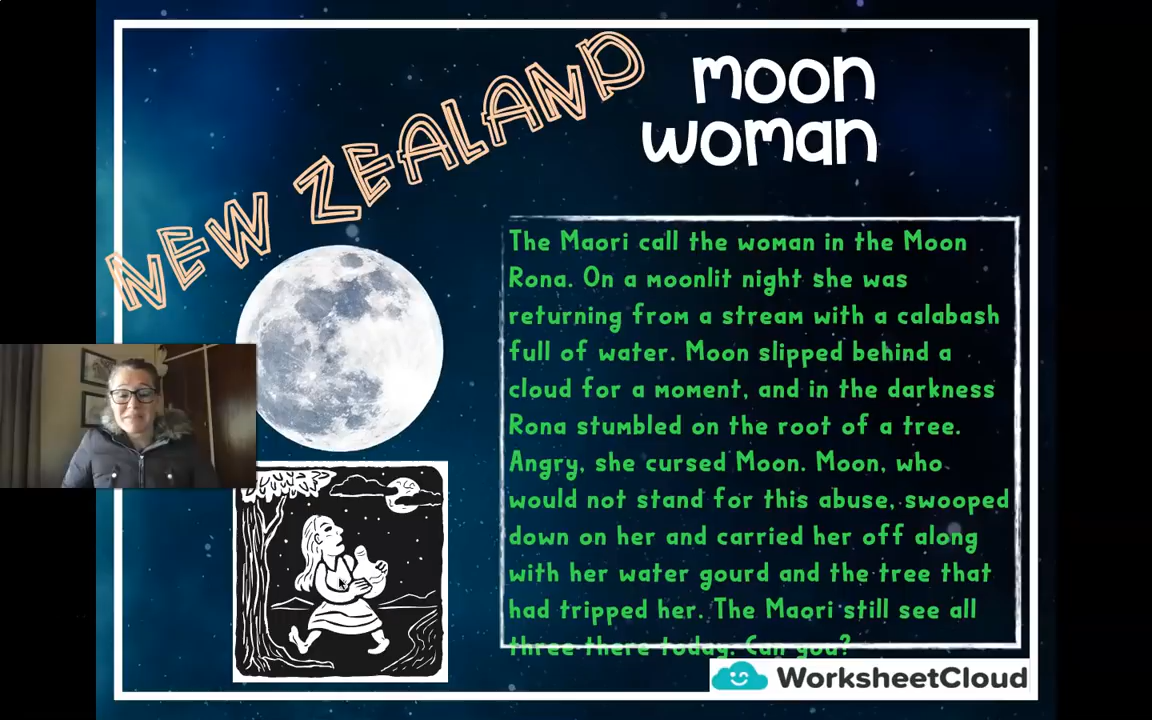 NEW ZEALAND
moon
woman
The Maori call the woman in the Moon
Rona. On a moonlit night she was
returning from a stream with a calabash
full of water. Moon slipped behind a
cloud for a moment, and in the darkness
Rona stumbled on the root of a tree.
Angry, she cursed Moon. Moon, who
would not stand for this abuse, swooped
down on her and carried her off along
with her water gourd and the tree that
had tripped her. The Maori still see all
three there today. Can you?
WorksheetCloud